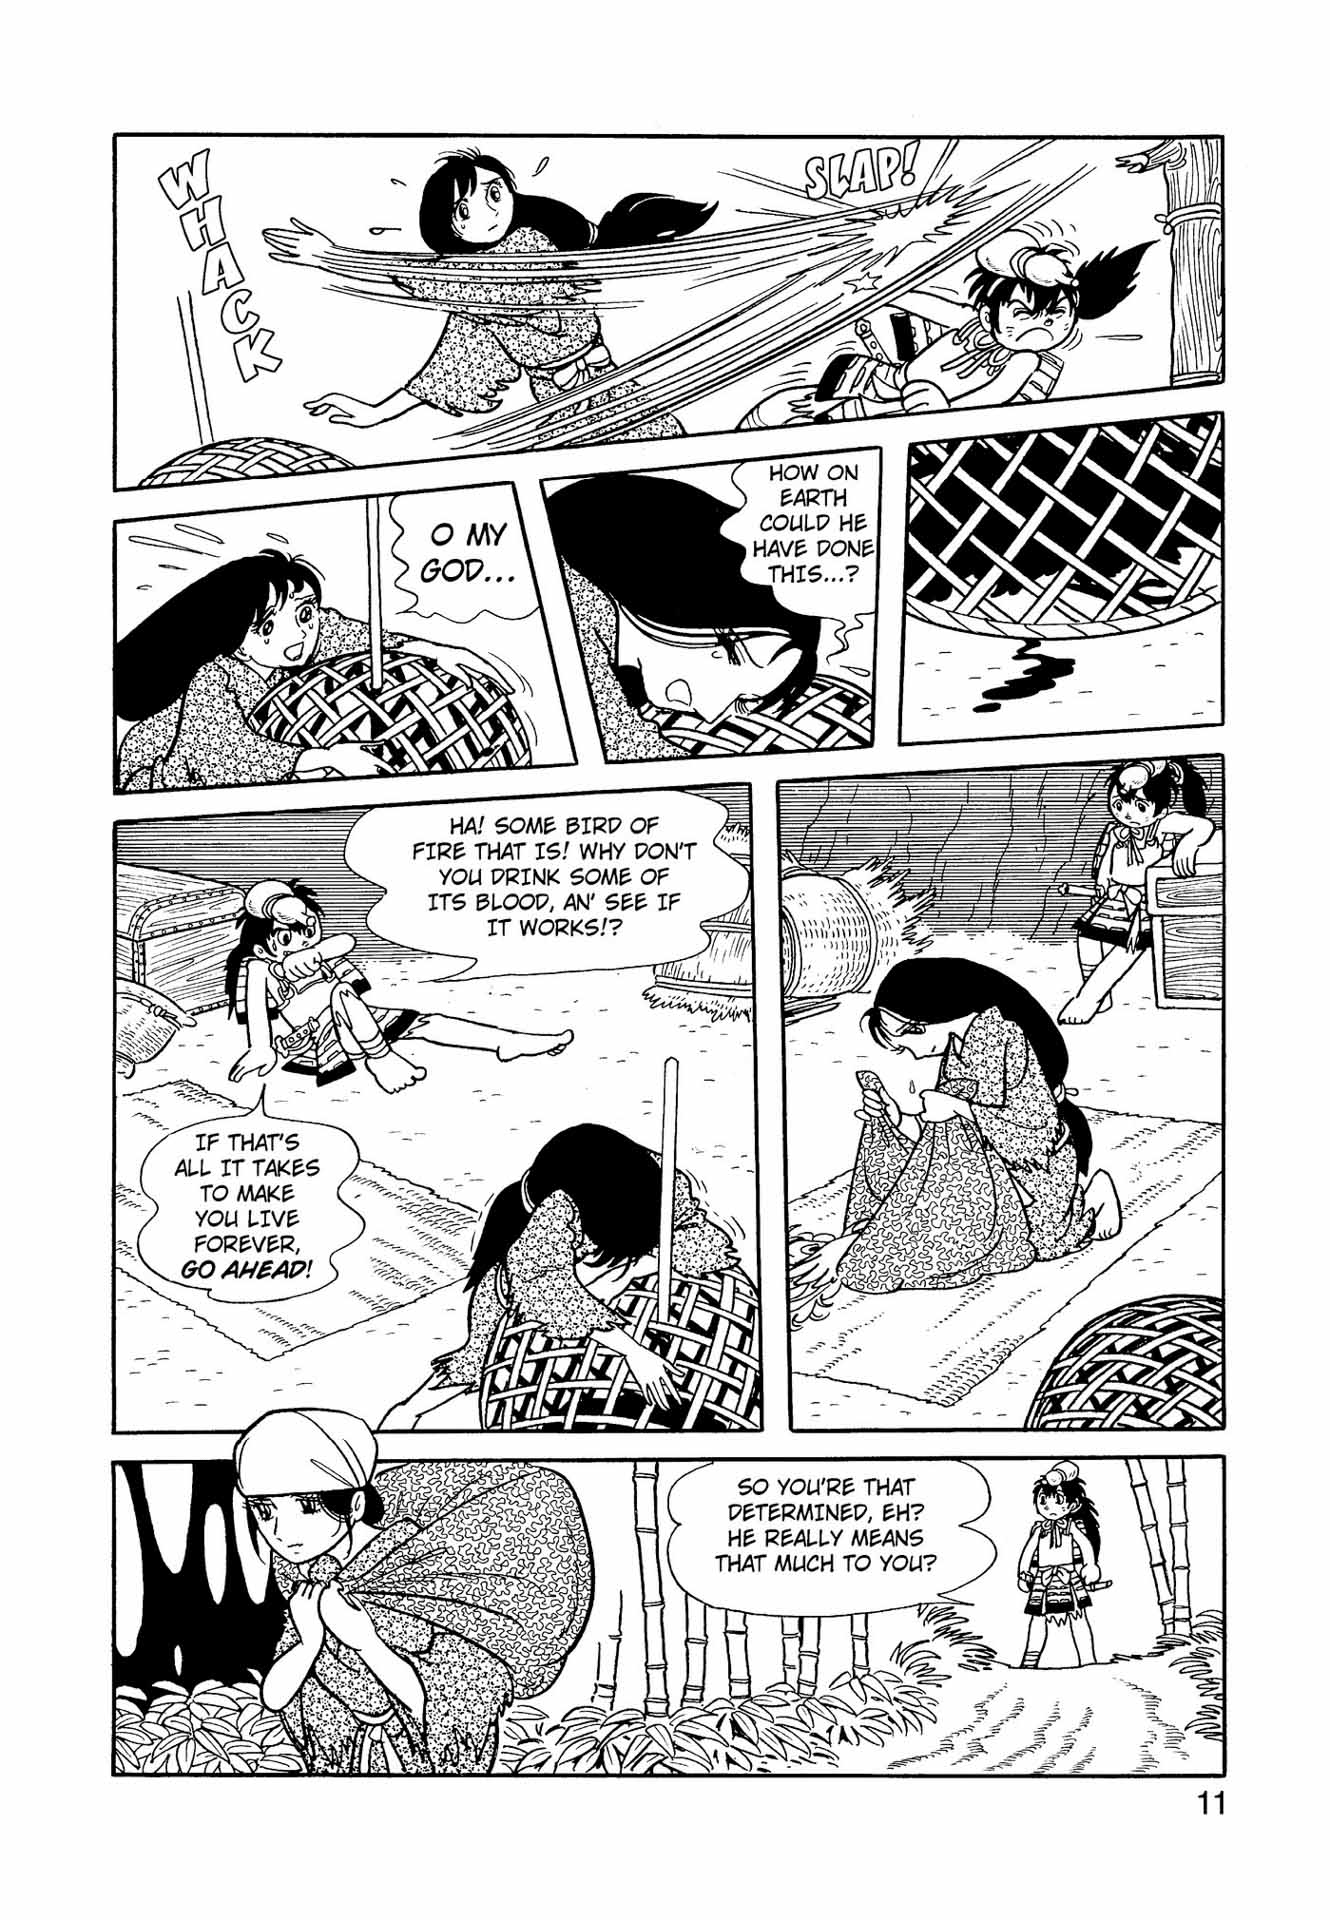 WHACK
SLAP!
O MY
GOD...
HOW ON
EARTH
COULD HE
HAVE DONE
THIS...?
HA! SOME BIRD OF
FIRE THAT IS! WHY DON'T
YOU DRINK SOME OF
ITS BLOOD, AN' SEE IF
IT WORKS!?
IF THAT'S
ALL IT TAKES
TO MAKE
YOU LIVE
FOREVER,
GO AHEAD!
SO YOU'RE THAT
DETERMINED, EH?
HE REALLY MEANS
THAT MUCH TO YOU?
11